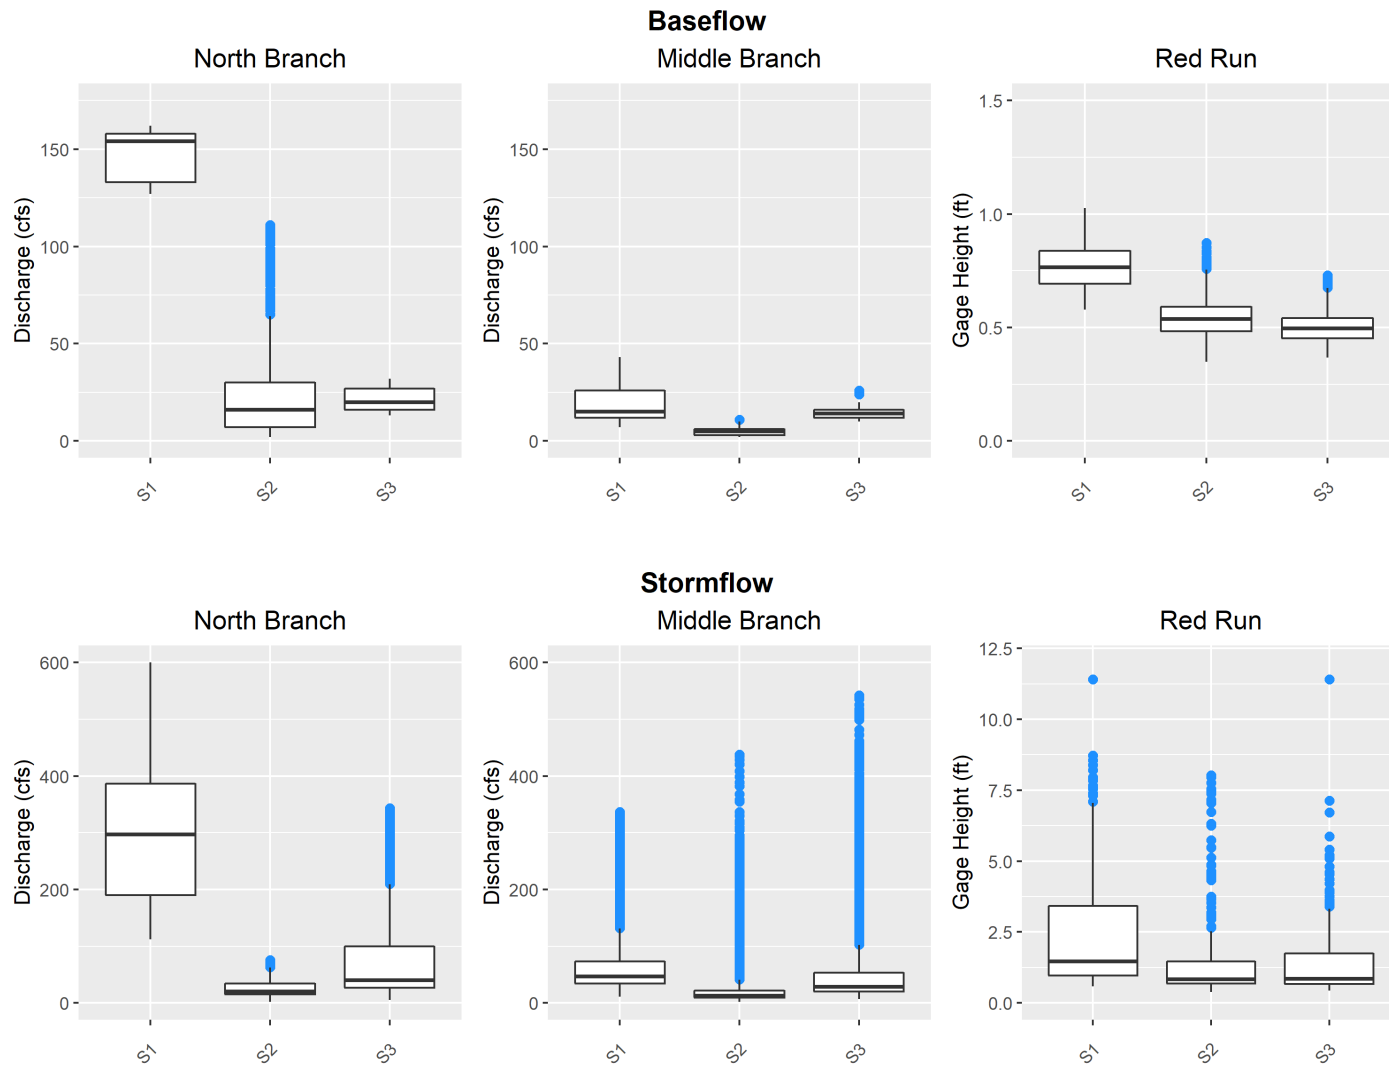 Baseflow
North Branch
Middle Branch
Red Run
Discharge (cfs)
150
100
50
0
S1
S2
S3
Discharge (cfs)
150
100
50
0
S1
S2
S3
Gage Height (ft)
1.5
1.0
0.5
0.0
S1
S2
S3
Stormflow
North Branch
Middle Branch
Red Run
Discharge (cfs)
600
400
200
0
S1
S2
S3
Discharge (cfs)
600
400
200
0
S1
S2
S3
Gage Height (ft)
12.5
10.0
7.5
5.0
2.5
0.0
S1
S2
S3